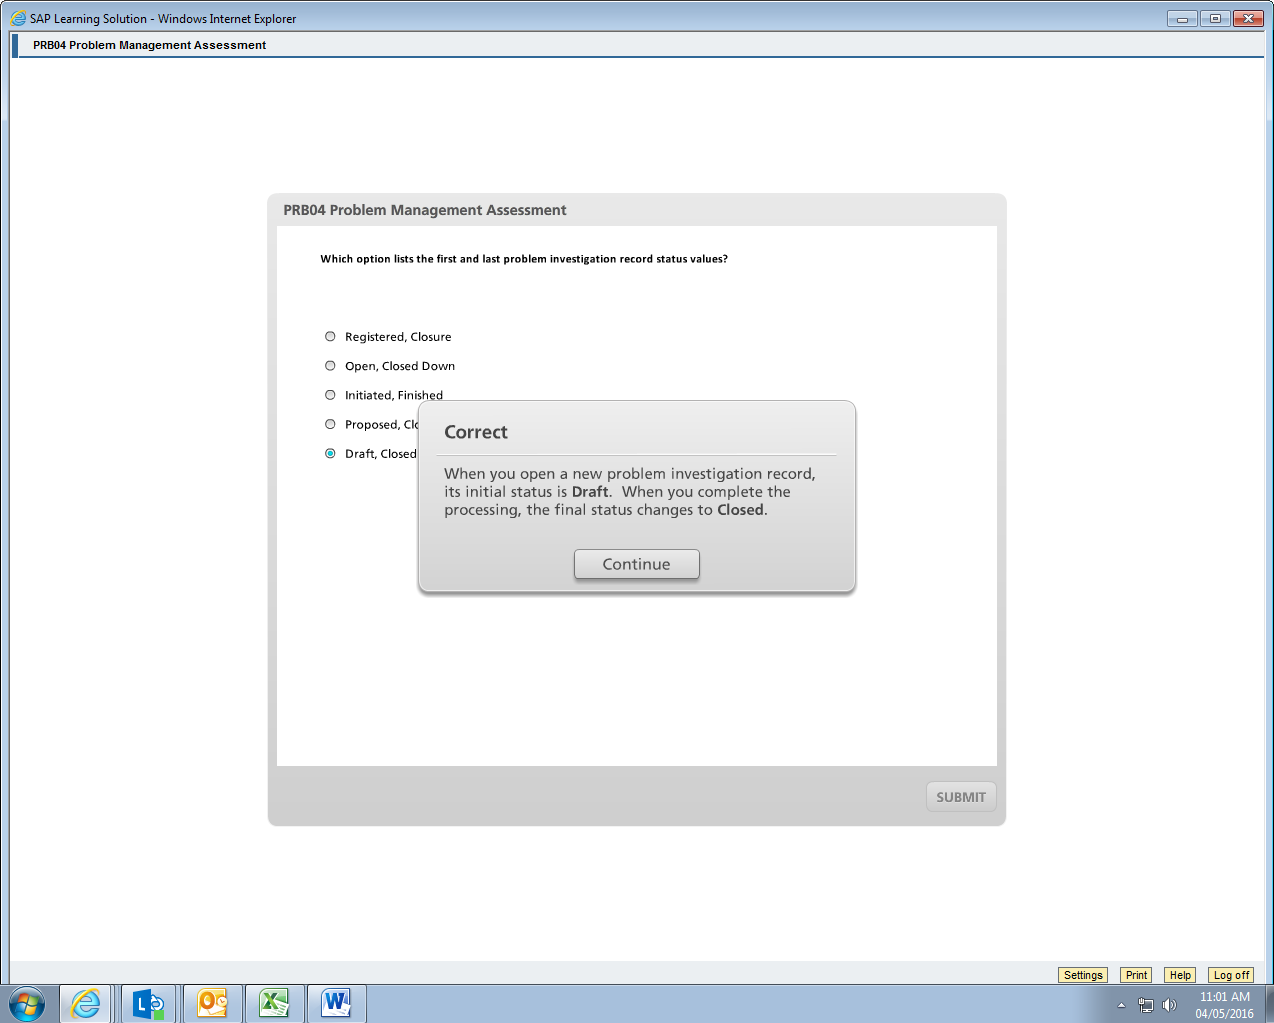 SAP Learning Solution - Windows Internet Explorer
PRB04 Problem Management Assessment
PRB04 Problem Management Assessment
Which option lists the first and last problem investigation record status values?
Registered, Closure
Open, Closed Down
Initiated, Finished
Proposed, Clo
Draft, Closed
Correct
When you open a new problem investigation record,
its initial status is Draft. When you complete the
processing, the final status changes to Closed.
Continue
SUBMIT
Settings Print Help Log off
11:01 AM
04/05/2016